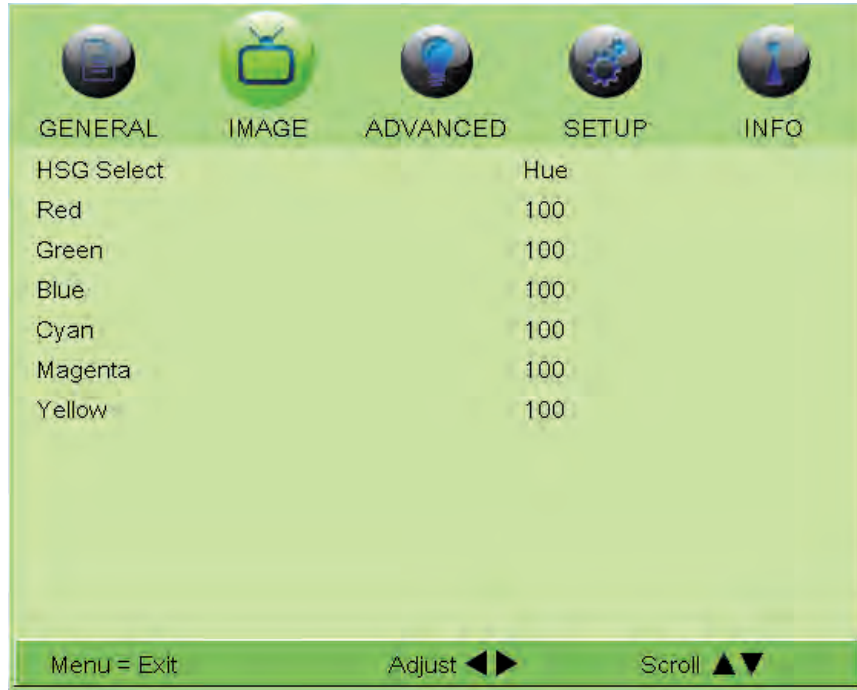 GENERAL IMAGE ADVANCED SETUP INFO
HSG Select Hue
Red 100
Green 100
Blue 100
Cyan 100
Magenta 100
Yellow 100
Menu = Exit Adjust ◀▶ Scroll ▲▼